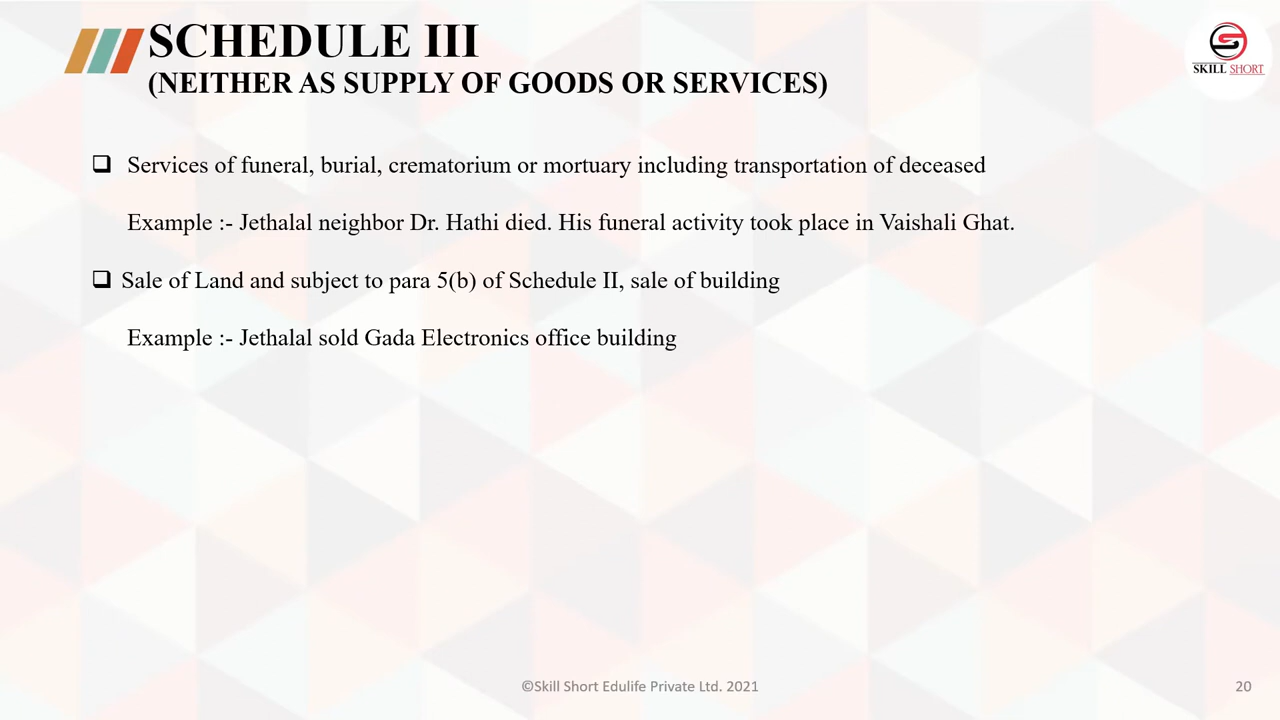 SCHEDULE III
(NEITHER AS SUPPLY OF GOODS OR SERVICES)
SKILL SHORT
Services of funeral, burial, crematorium or mortuary including transportation of deceased
Example :- Jethalal neighbor Dr. Hathi died. His funeral activity took place in Vaishali Ghat.
Sale of Land and subject to para 5(b) of Schedule II, sale of building
Example :- Jethalal sold Gada Electronics office building
©Skill Short Edulife Private Ltd. 2021
20